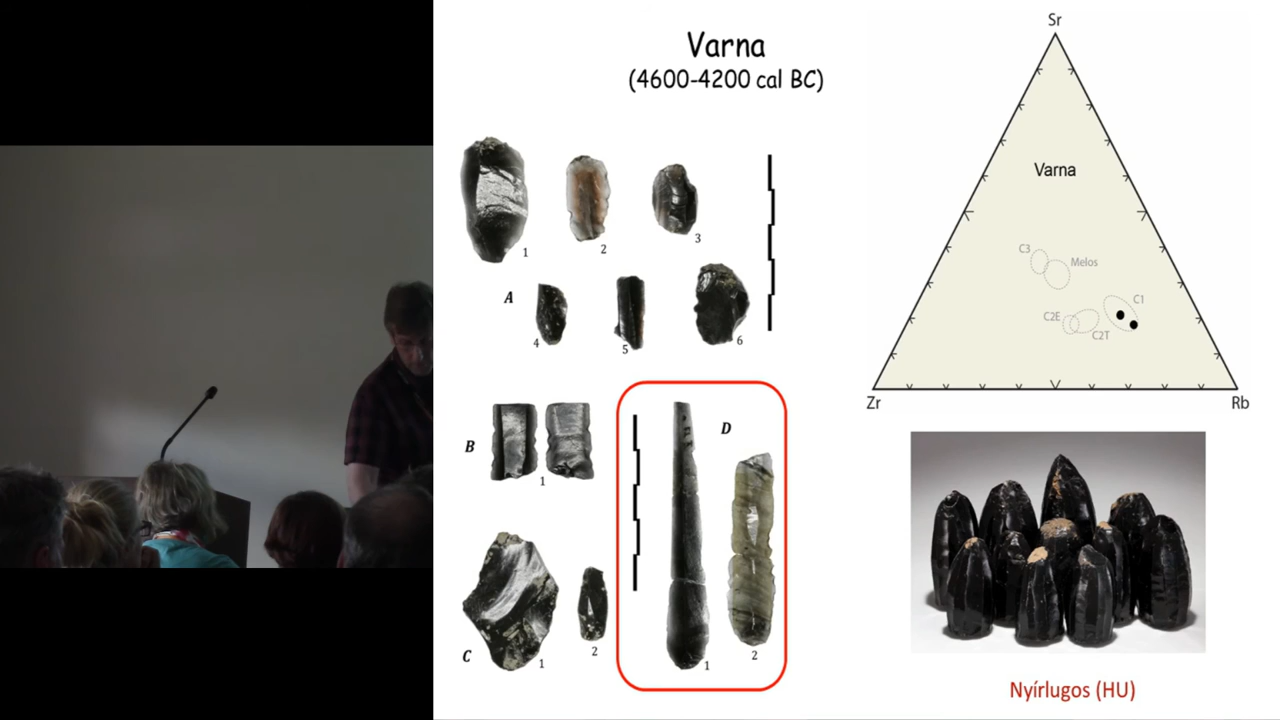 Varna
(4600-4200 cal BC)
1
2
3
A
4
5
6
B
1
D
C
1
2
1
2
Sr
Varna
C3
Melos
C1
C2E
C2T
Zr
Rb
Nyírlugos (HU)